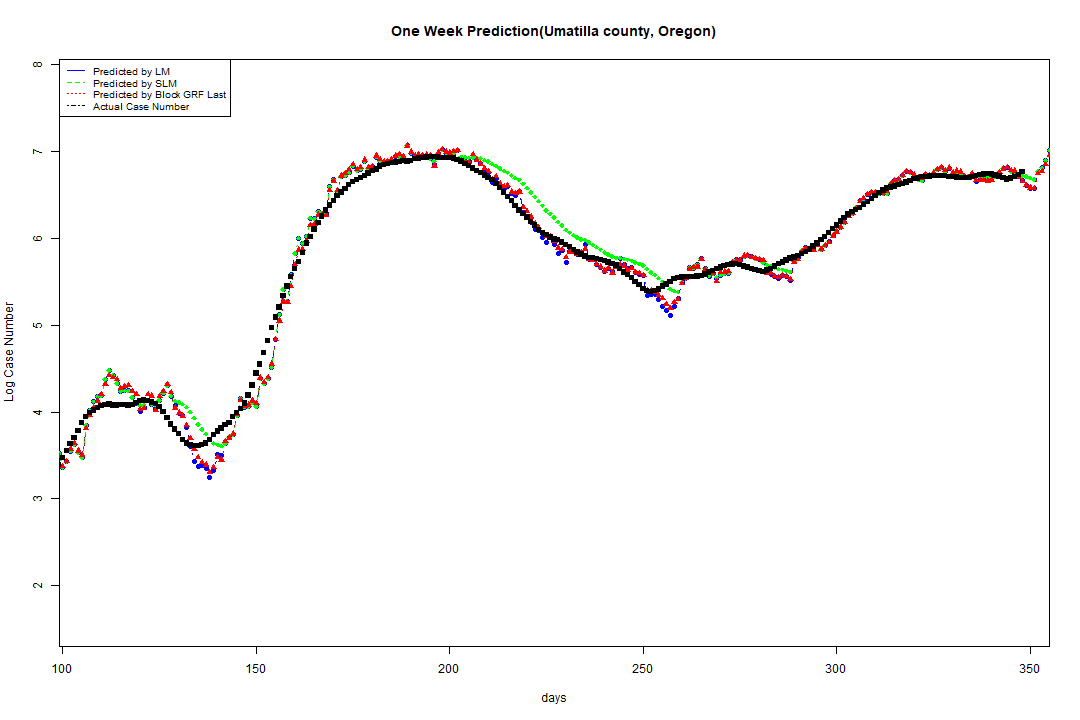 One Week Prediction(Umatilla county, Oregon)
Predicted by LM
Predicted by SLM
Predicted by Block GRF Last
Actual Case Number
8
7
6
5
4
3
2
Log Case Number
100 150 200 250 300 350
days